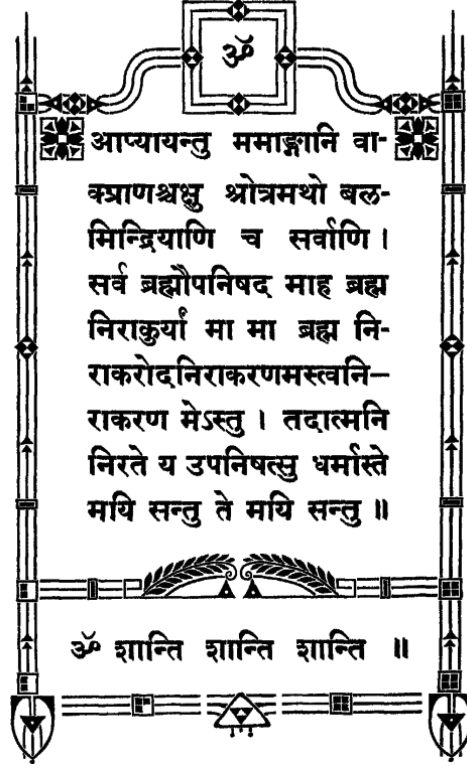 ॐ
आप्यायन्तु ममाङ्गानि वा-
क्प्राणश्चक्षु श्रोत्रमथो बल-
मिन्द्रियाणि च सर्वाणि ।
सर्व ब्रह्मौपनिषद माह ब्रह्म
निराकुर्यां मा मा ब्रह्म नि-
राकरोदनिराकरणमस्त्वनि–
राकरण मेऽस्तु । तदात्मनि
निरते य उपनिषत्सु धर्मास्ते
मयि सन्तु ते मयि सन्तु ॥
ॐ शान्ति शान्ति शान्ति ॥